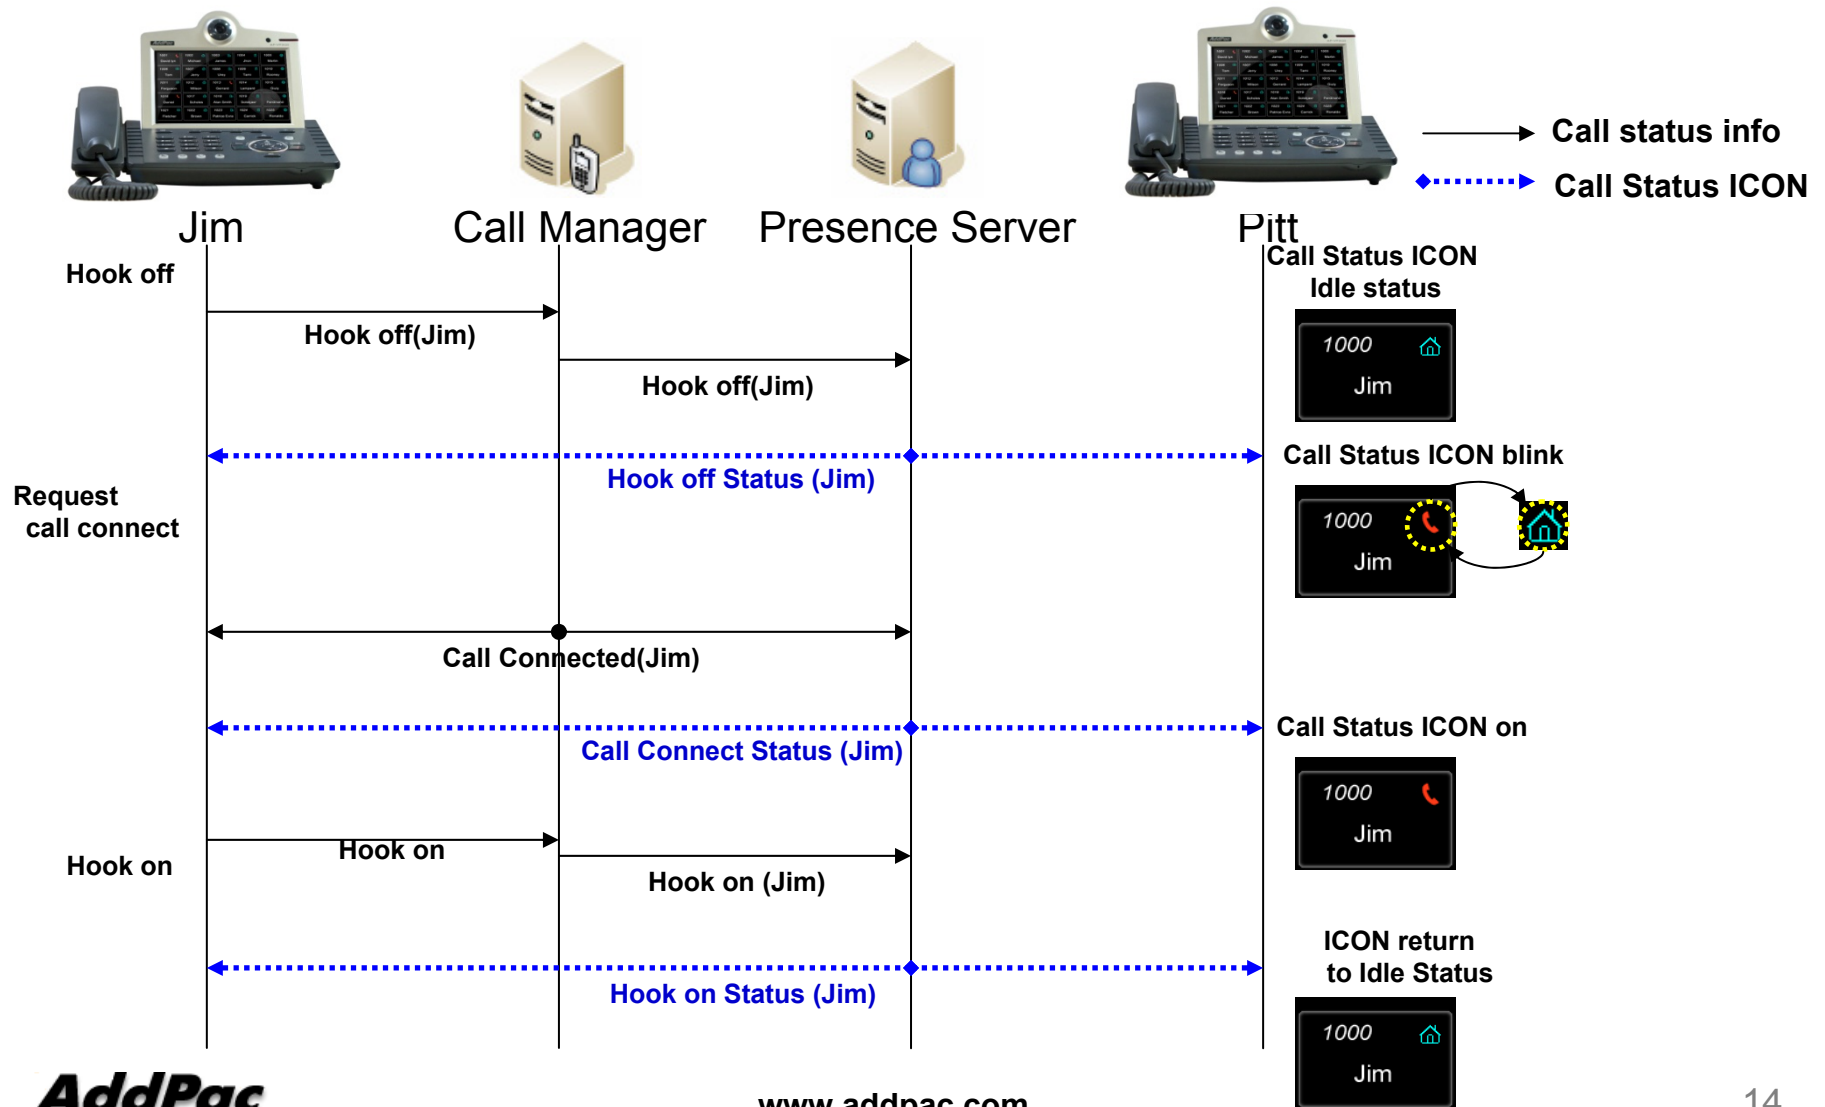 Call status info
Call Status ICON
Jim
Call Manager
Presence Server
Pitt
Hook off
Call Status ICON
Idle status
Hook off(Jim)
1000
Jim
Hook off(Jim)
Hook off Status (Jim)
Call Status ICON blink
Request
call connect
1000
Jim
Call Connected(Jim)
Call Connect Status (Jim)
Call Status ICON on
1000
Jim
Hook on
Hook on
Hook on (Jim)
ICON return
to Idle Status
Hook on Status (Jim)
1000
Jim
AddPac
www.addpac.com
14